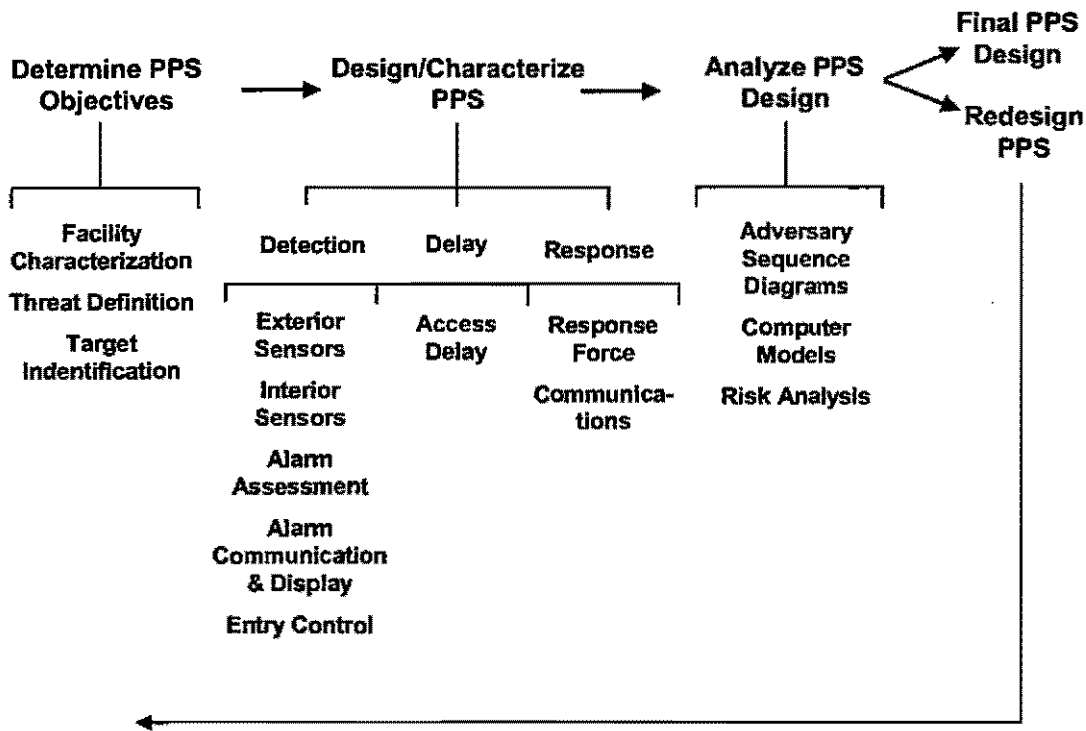 Determine PPS
Objectives
Design/Characterize
PPS
Analyze PPS
Design
Final PPS
Design
Redesign
PPS
Facility
Characterization
Threat Definition
Target
Indentification
Detection
Delay
Response
Exterior
Sensors
Interior
Sensors
Alarm
Assessment
Alarm
Communication
& Display
Entry Control
Access
Delay
Response
Force
Communica-
tions
Adversary
Sequence
Diagrams
Computer
Models
Risk Analysis